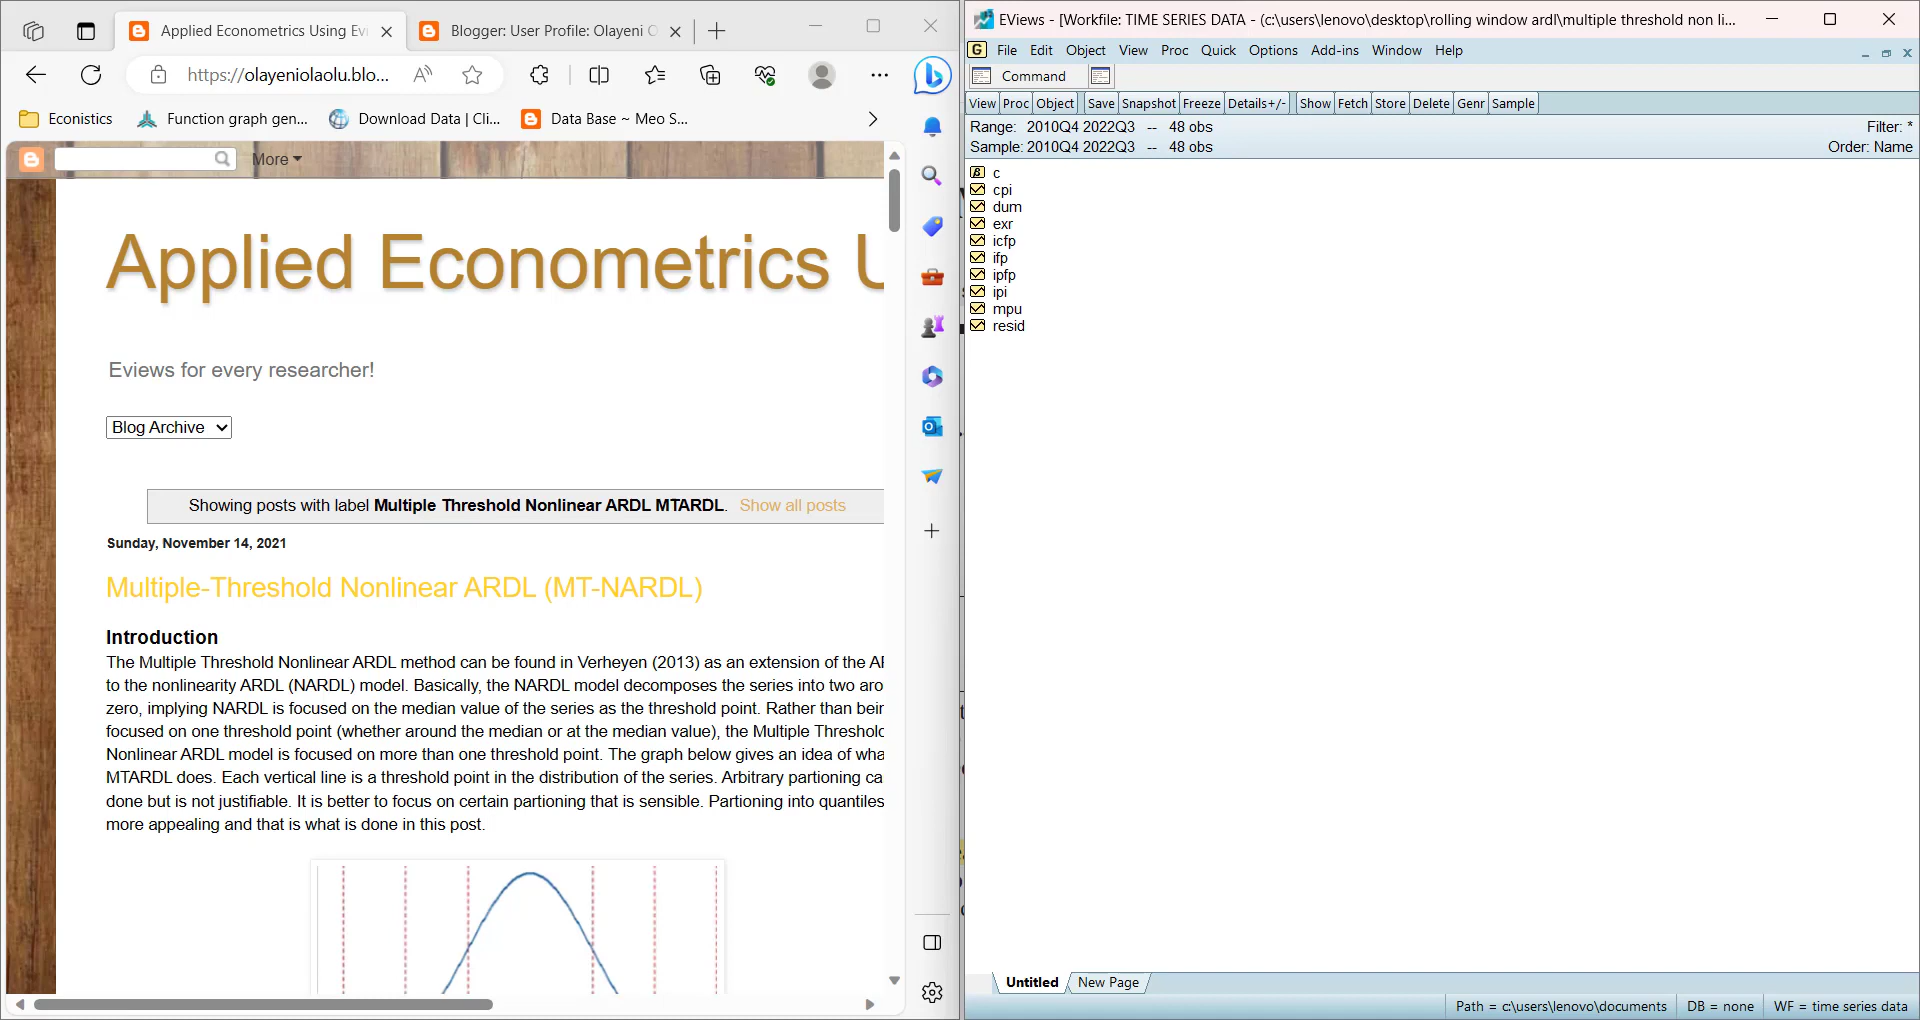 Applied Econometrics Using Evi
Blogger: User Profile: Olayeni O
https://olayeniolaolu.blo...
Econistics
Function graph gen...
Download Data | Cli...
Data Base ~ Meo S...
More
Applied Econometrics U
Eviews for every researcher!
Blog Archive
Showing posts with label Multiple Threshold Nonlinear ARDL MTARDL. Show all posts
Sunday, November 14, 2021
Multiple-Threshold Nonlinear ARDL (MT-NARDL)
Introduction
The Multiple Threshold Nonlinear ARDL method can be found in Verheyen (2013) as an extension of the AR
to the nonlinearity ARDL (NARDL) model. Basically, the NARDL model decomposes the series into two aro
zero, implying NARDL is focused on the median value of the series as the threshold point. Rather than bein
focused on one threshold point (whether around the median or at the median value), the Multiple Threshold
Nonlinear ARDL model is focused on more than one threshold point. The graph below gives an idea of wha
MTARDL does. Each vertical line is a threshold point in the distribution of the series. Arbitrary partioning ca
done but is not justifiable. It is better to focus on certain partioning that is sensible. Partioning into quantiles
more appealing and that is what is done in this post.
EViews - [Workfile: TIME SERIES DATA - (c:\users\lenovo\desktop\rolling window ardl\multiple threshold non li...
File Edit Object View Proc Quick Options Add-ins Window Help
Command
View Proc Object Save Snapshot Freeze Details+/- Show Fetch Store Delete Genr Sample
Range: 2010Q4 2022Q3 -- 48 obs Filter: *
Sample: 2010Q4 2022Q3 -- 48 obs Order: Name
c
cpi
dum
exr
icfp
ifp
ipfp
ipi
mpu
resid
Untitled New Page
Path = c:\users\lenovo\documents DB = none WF = time series data